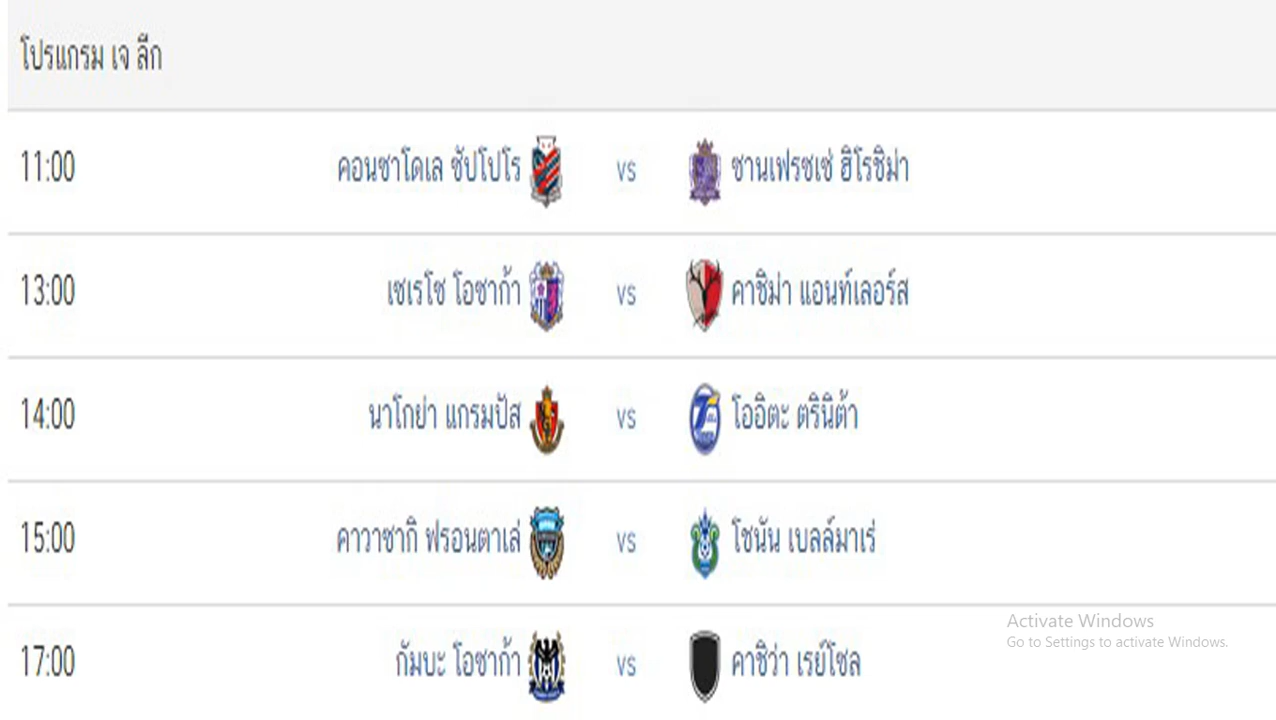 โปรแกรม เจ ลีก
11:00 คอนซาโดเล ซัปโปโร vs ซานเฟรซเซ่ ฮิโรชิม่า
13:00 เซเรโซ โอซาก้า vs คาชิม่า แอนท์เลอร์ส
14:00 นาโกย่า แกรมปัส vs โออิตะ ตรินิต้า
15:00 คาวาซากิ ฟรอนตาเล่ vs โชนัน เบลล์มาเร่
Activate Windows
Go to Settings to activate Windows.
17:00 กัมบะ โอซาก้า vs คาชิว่า เรย์โซล